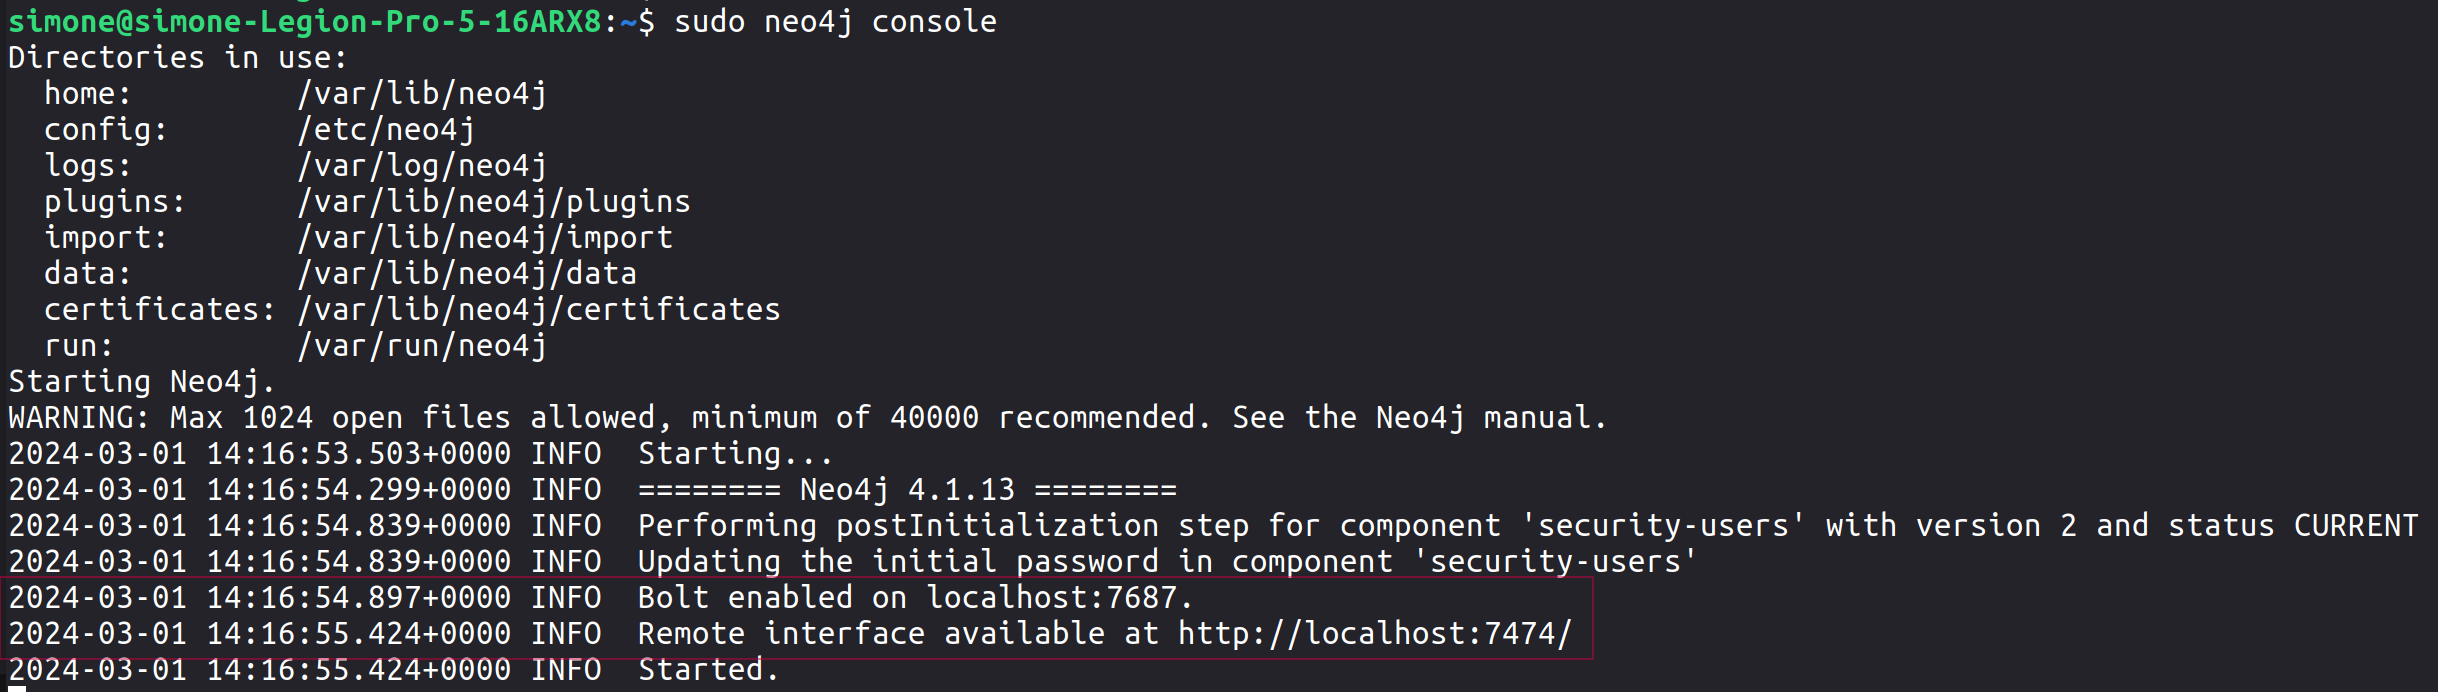 simone@simone-Legion-Pro-5-16ARX8:~$ sudo neo4j console
Directories in use:
  home:         /var/lib/neo4j
  config:       /etc/neo4j
  logs:         /var/log/neo4j
  plugins:      /var/lib/neo4j/plugins
  import:       /var/lib/neo4j/import
  data:         /var/lib/neo4j/data
  certificates: /var/lib/neo4j/certificates
  run:          /var/run/neo4j
Starting Neo4j.
WARNING: Max 1024 open files allowed, minimum of 40000 recommended. See the Neo4j manual.
2024-03-01 14:16:53.503+0000 INFO  Starting...
2024-03-01 14:16:54.299+0000 INFO  ======== Neo4j 4.1.13 ========
2024-03-01 14:16:54.839+0000 INFO  Performing postInitialization step for component 'security-users' with version 2 and status CURRENT
2024-03-01 14:16:54.839+0000 INFO  Updating the initial password in component 'security-users'
2024-03-01 14:16:54.897+0000 INFO  Bolt enabled on localhost:7687.
2024-03-01 14:16:55.424+0000 INFO  Remote interface available at http://localhost:7474/
2024-03-01 14:16:55.424+0000 INFO  Started.